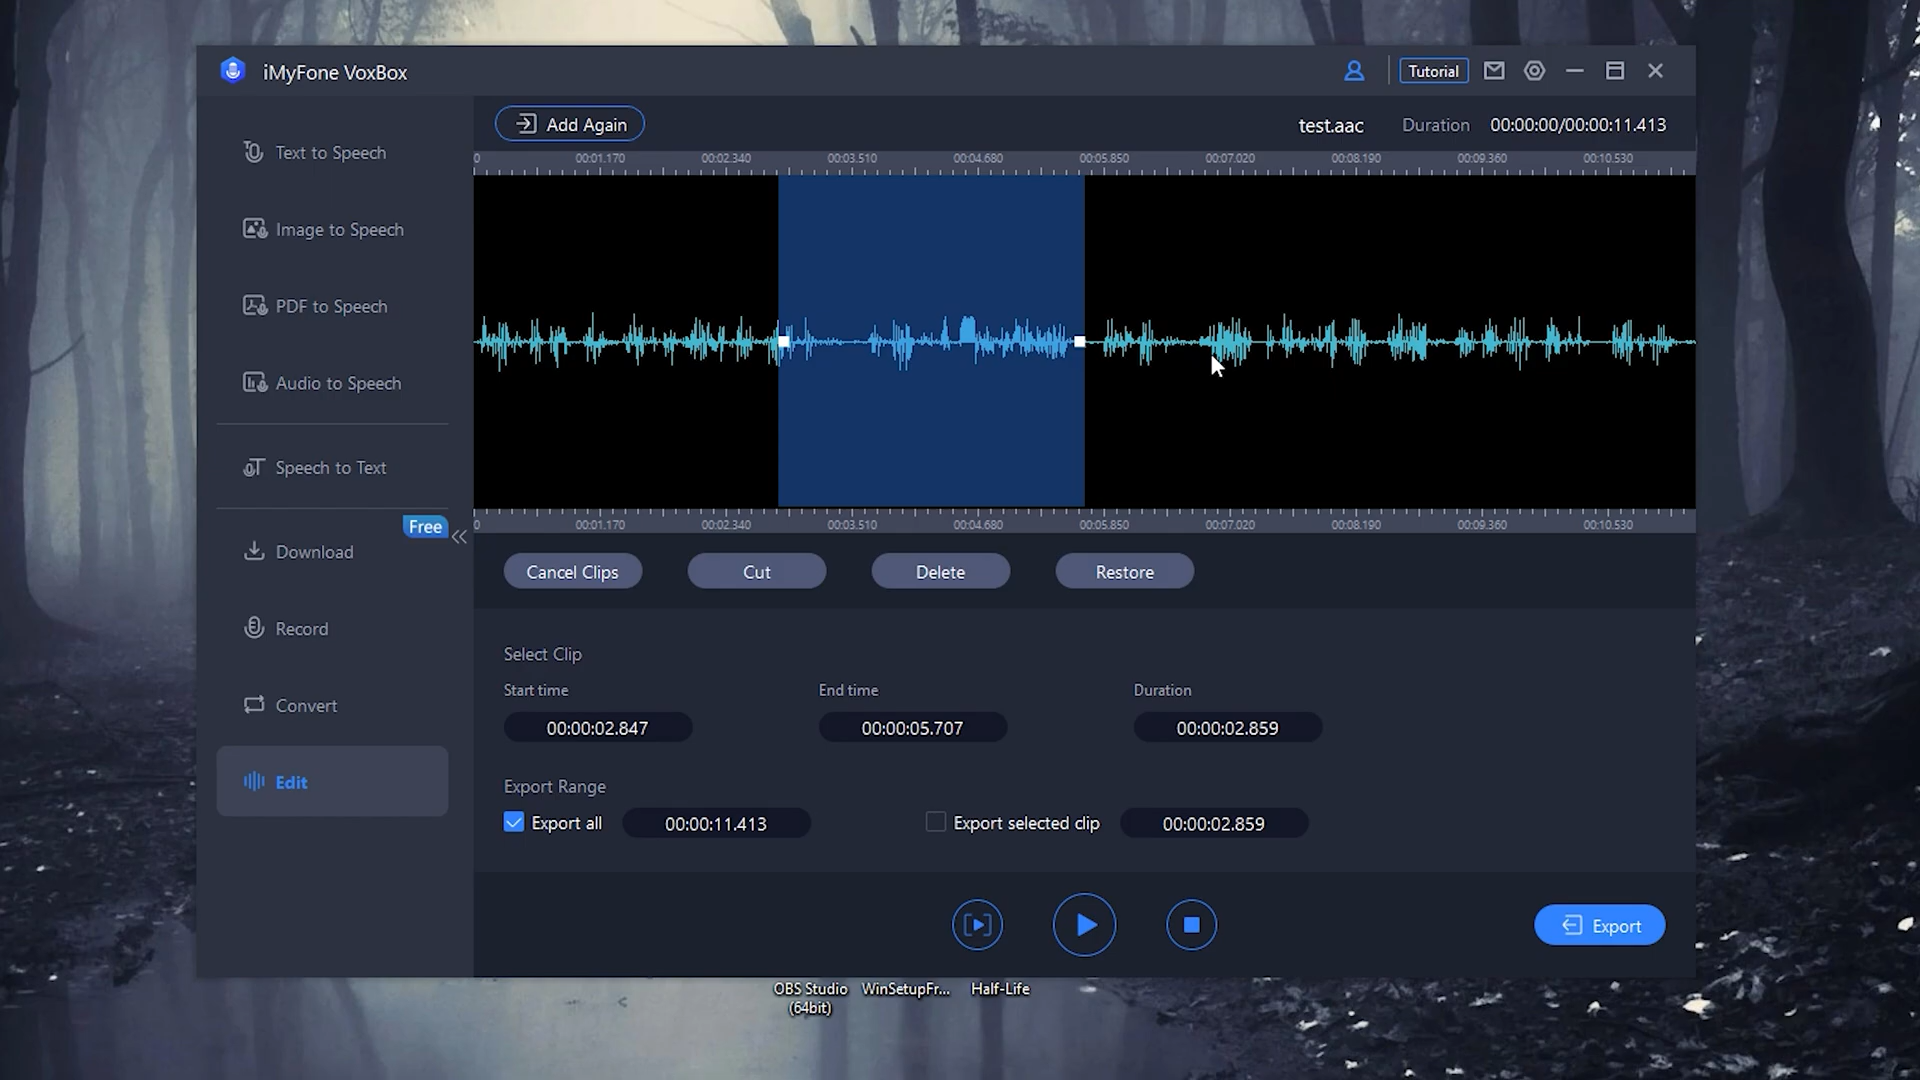 iMyFone VoxBox
Tutorial
Text to Speech
Image to Speech
PDF to Speech
Audio to Speech
Speech to Text
Free
Download
Record
Convert
Edit
Add Again
test.aac Duration 00:00:00/00:00:11.413
0 00:01.170 00:02.340 00:03.510 00:04.680 00:05.850 00:07.020 00:08.190 00:09.360 00:10.530
0 00:01.170 00:02.340 00:03.510 00:04.680 00:05.850 00:07.020 00:08.190 00:09.360 00:10.530
Cancel Clips Cut Delete Restore
Select Clip
Start time End time Duration
00:00:02.847 00:00:05.707 00:00:02.859
Export Range
Export all 00:00:11.413 Export selected clip 00:00:02.859
Export
OBS Studio WinSetupFr... Half-Life
(64bit)